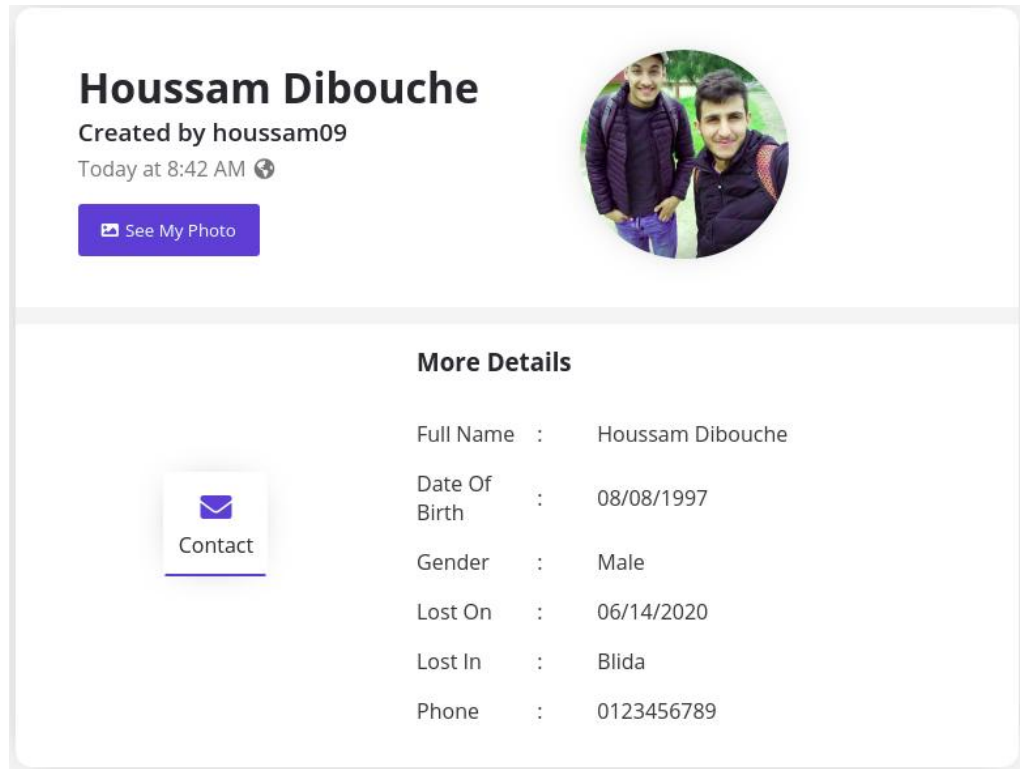 Houssam Dibouche
Created by houssam09
Today at 8:42 AM
See My Photo
More Details
Full Name : Houssam Dibouche
Date Of
Birth : 08/08/1997
Contact
Gender : Male
Lost On : 06/14/2020
Lost In : Blida
Phone : 0123456789